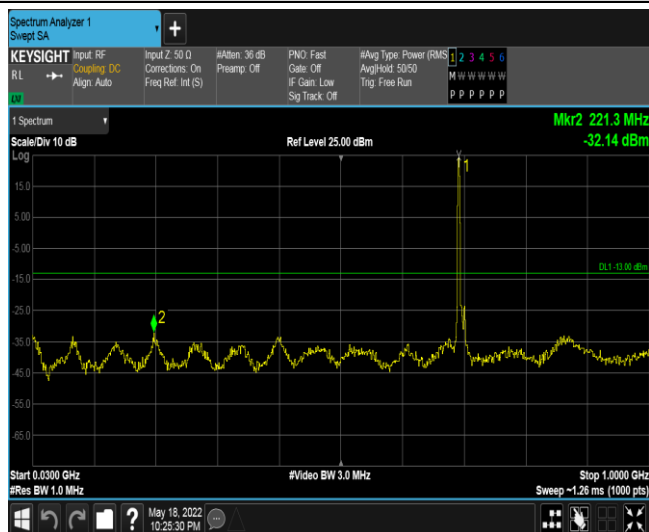 Spectrum Analyzer 1
Swept SA
+
KEYSIGHT
RL
Input: RF
Coupling: DC
Align: Auto
Input Z: 50 Ω
Corrections: On
Freq Ref: Int (S)
#Atten: 36 dB
Preamp: Off
PNO: Fast
Gate: Off
IF Gain: Low
Sig Track: Off
#Avg Type: Power (RMS
Avg|Hold: 50/50
Trig: Free Run
1 2 3 4 5 6
M W W W W W
P P P P P P
1 Spectrum
Scale/Div 10 dB
Ref Level 25.00 dBm
Mkr2 221.3 MHz
-32.14 dBm
Log
15.0
5.00
-5.00
-15.0
-25.0
-35.0
-45.0
-55.0
-65.0
1
DL1 -13.00 dBm
2
Start 0.0300 GHz
#Res BW 1.0 MHz
#Video BW 3.0 MHz
Stop 1.0000 GHz
Sweep ~1.26 ms (1000 pts)
?
May 18, 2022
10:25:30 PM